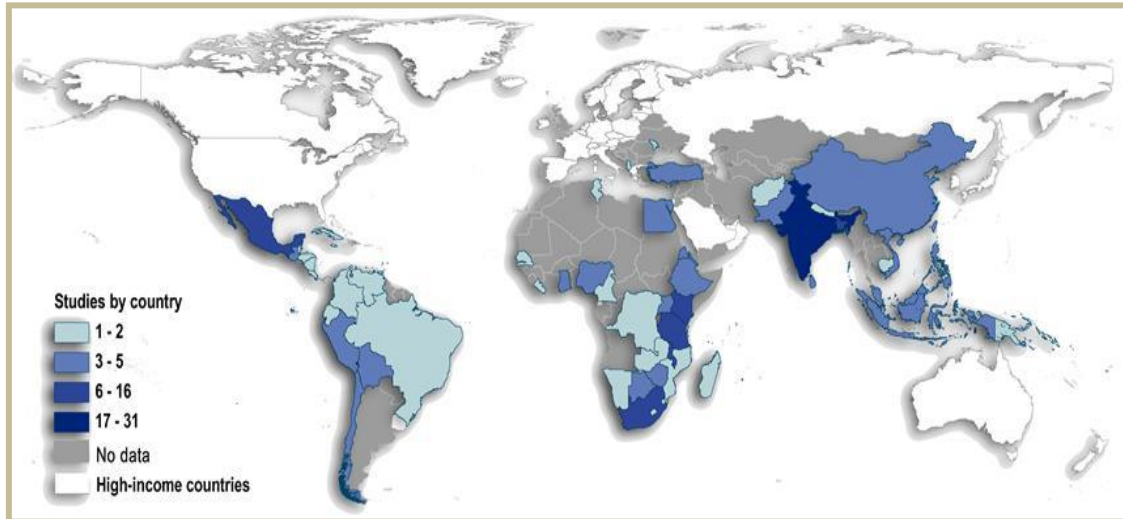 Studies by country
1 - 2
3 - 5
6 - 16
17 - 31
No data
High-income countries